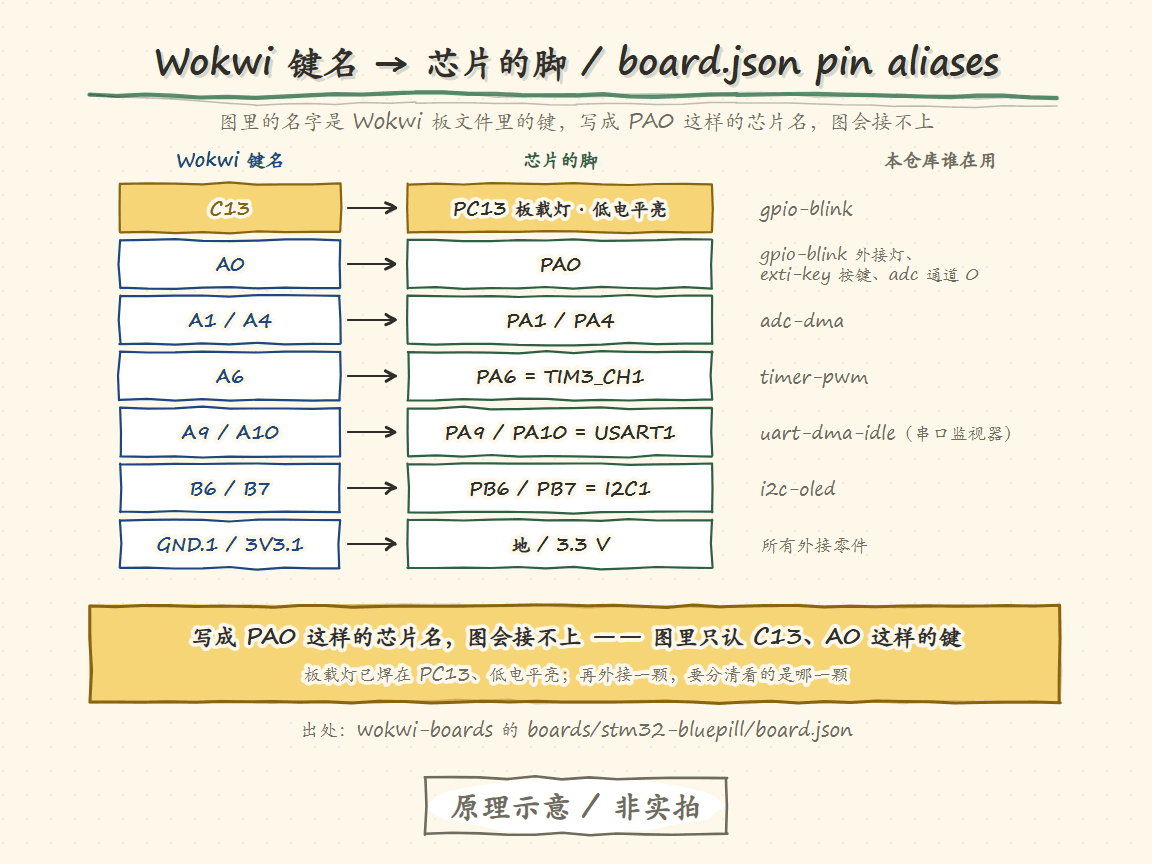 Wokwi 键名 → 芯片的脚 / board.json pin aliases
图里的名字是 Wokwi 板文件里的键，写成 PA0 这样的芯片名，图会接不上
Wokwi 键名 芯片的脚 本仓库谁在用
C13 → PC13 板载灯 · 低电平亮 gpio-blink
A0 → PA0 gpio-blink 外接灯、
exti-key 按键、adc 通道 0
A1 / A4 → PA1 / PA4 adc-dma
A6 → PA6 = TIM3_CH1 timer-pwm
A9 / A10 → PA9 / PA10 = USART1 uart-dma-idle（串口监视器）
B6 / B7 → PB6 / PB7 = I2C1 i2c-oled
GND.1 / 3V3.1 → 地 / 3.3 V 所有外接零件
写成 PA0 这样的芯片名，图会接不上 —— 图里只认 C13、A0 这样的键
板载灯已焊在 PC13、低电平亮；再外接一颗，要分清看的是哪一颗
出处：wokwi-boards 的 boards/stm32-bluepill/board.json
原理示意 / 非实拍